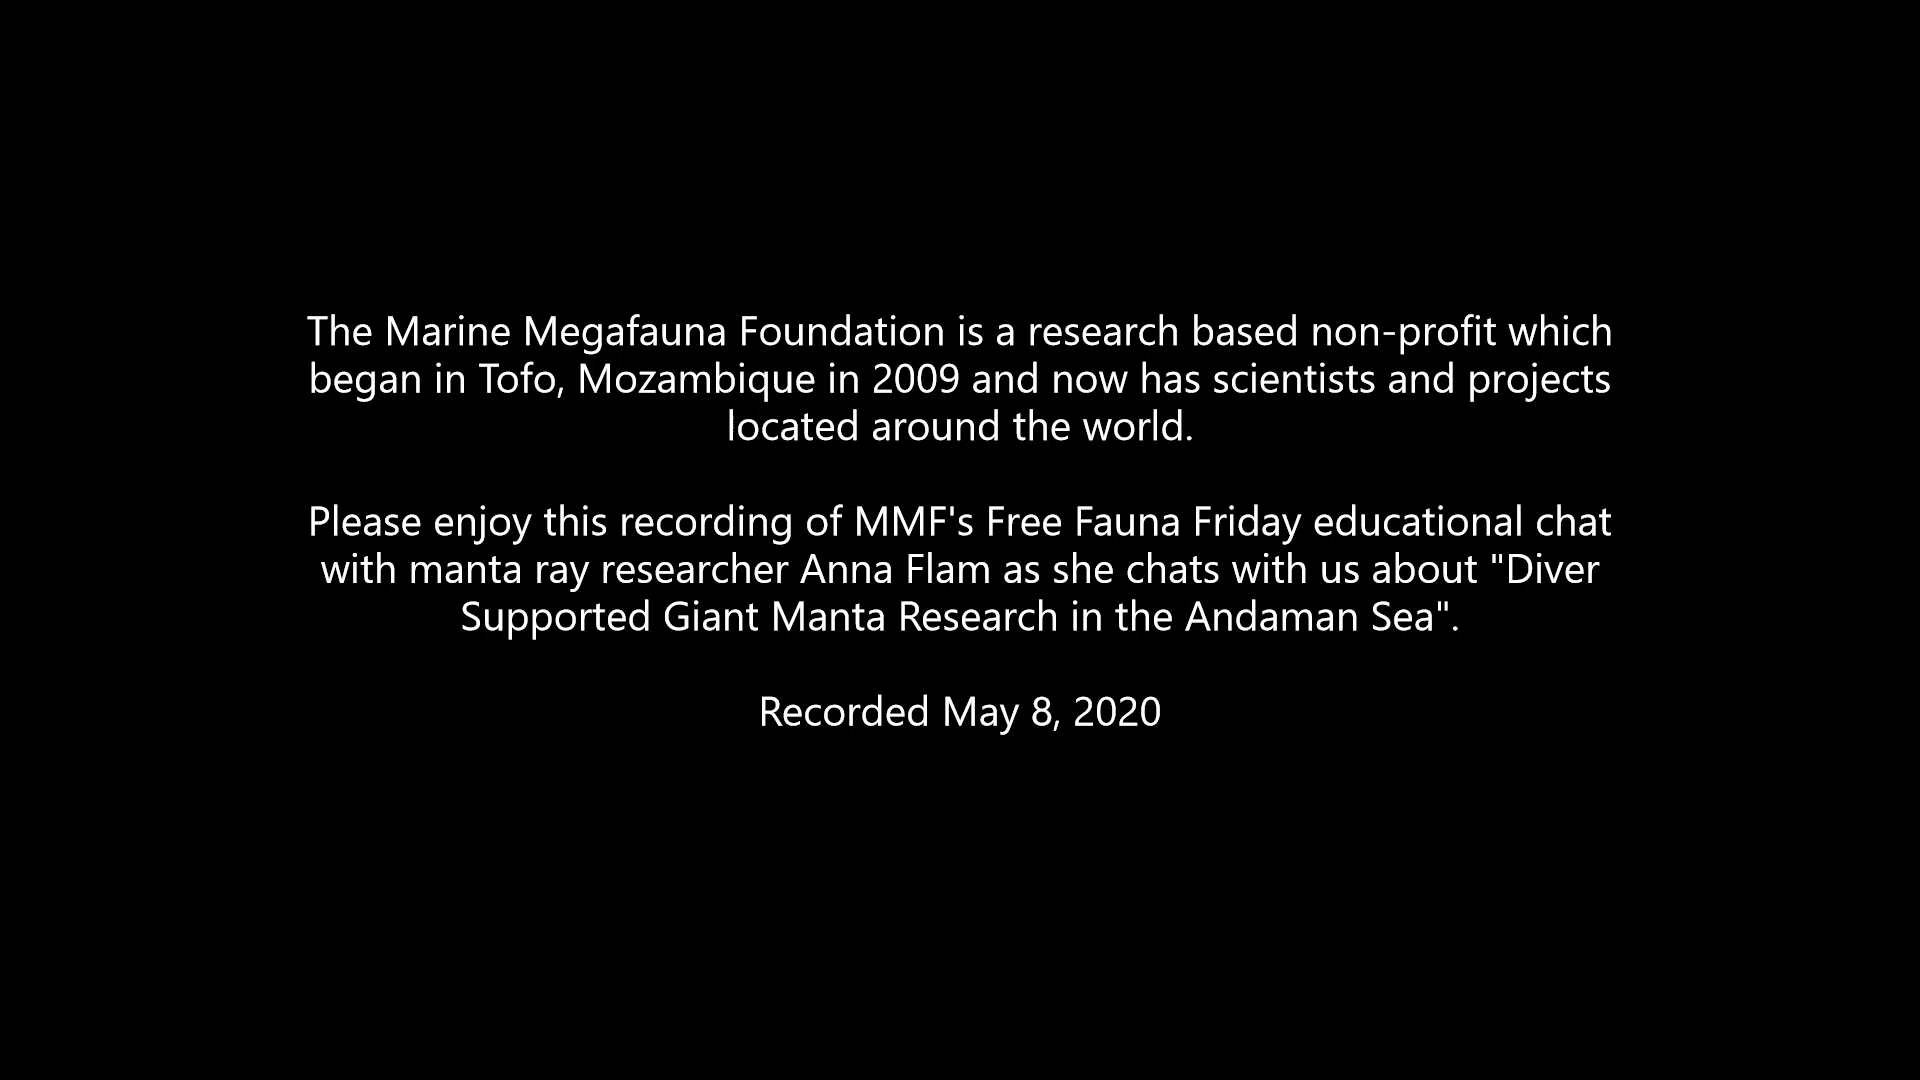 The Marine Megafauna Foundation is a research based non-profit which
began in Tofo, Mozambique in 2009 and now has scientists and projects
located around the world.
Please enjoy this recording of MMF's Free Fauna Friday educational chat
with manta ray researcher Anna Flam as she chats with us about "Diver
Supported Giant Manta Research in the Andaman Sea".
Recorded May 8, 2020